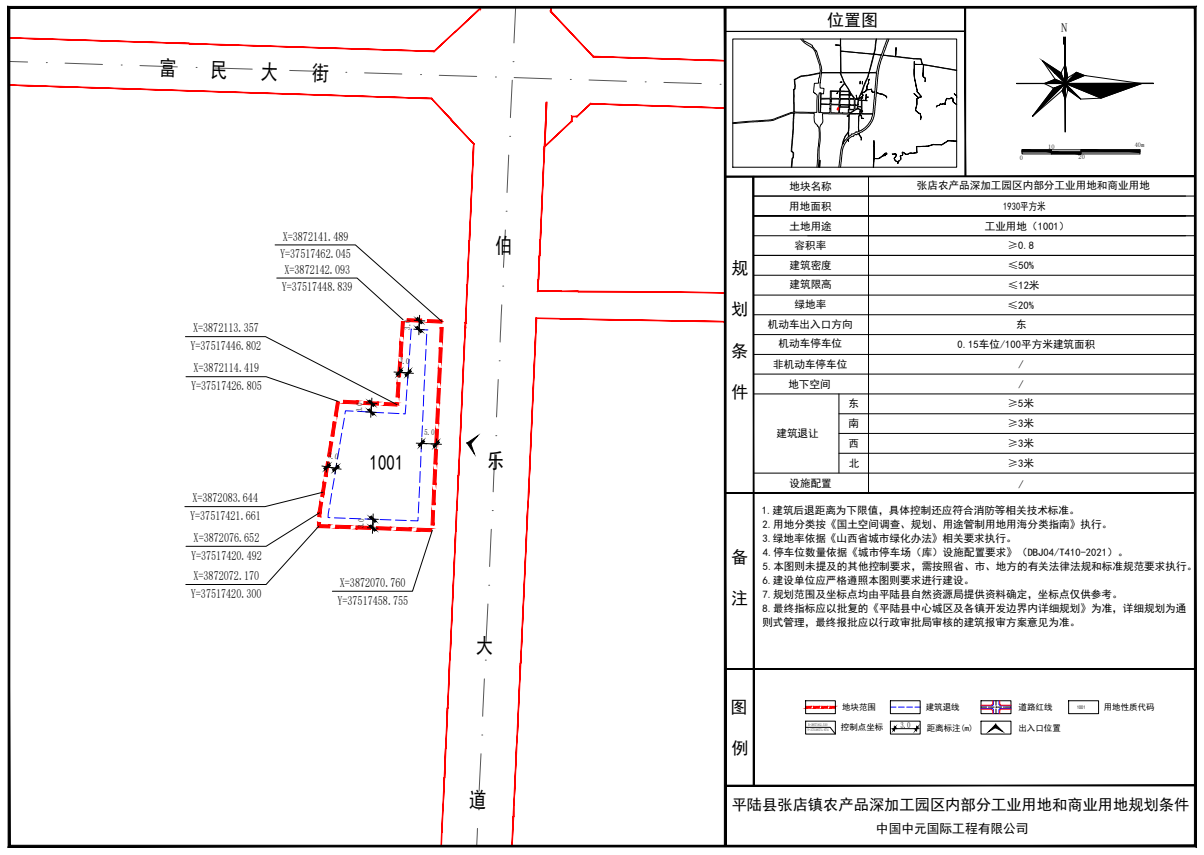 富民大街
伯乐大道
X=3872141.489
Y=37517462.045
X=3872142.093
Y=37517448.839
X=3872113.357
Y=37517446.802
X=3872114.419
Y=37517426.805
5.0
1001
X=3872083.644
Y=37517421.661
X=3872076.652
Y=37517420.492
X=3872072.170
Y=37517420.300
X=3872070.760
Y=37517458.755
位置图
N
0 10 20 40m
规划条件
地块名称 张店农产品深加工园区内部分工业用地和商业用地
用地面积 1930平方米
土地用途 工业用地（1001）
容积率 ≥0.8
建筑密度 ≤50%
建筑限高 ≤12米
绿地率 ≤20%
机动车出入口方向 东
机动车停车位 0.15车位/100平方米建筑面积
非机动车停车位 /
地下空间 /
建筑退让
东 ≥5米
南 ≥3米
西 ≥3米
北 ≥3米
设施配置 /
备注
1. 建筑后退距离为下限值，具体控制还应符合消防等相关技术标准。
2. 用地分类按《国土空间调查、规划、用途管制用地用海分类指南》执行。
3. 绿地率依据《山西省城市绿化办法》相关要求执行。
4. 停车位数量依据《城市停车场（库）设施配置要求》（DBJ04/T410-2021）。
5. 本图则未提及的其他控制要求，需按照省、市、地方的有关法律法规和标准规范要求执行。
6. 建设单位应严格遵照本图则要求进行建设。
7. 规划范围及坐标点均由平陆县自然资源局提供资料确定，坐标点仅供参考。
8. 最终指标应以批复的《平陆县中心城区及各镇开发边界内详细规划》为准，详细规划为通
则式管理，最终报批应以行政审批局审核的建筑报审方案意见为准。
图例
地块范围 建筑退线 道路红线 1001 用地性质代码
控制点坐标 3.0 距离标注(m) 出入口位置
平陆县张店镇农产品深加工园区内部分工业用地和商业用地规划条件
中国中元国际工程有限公司